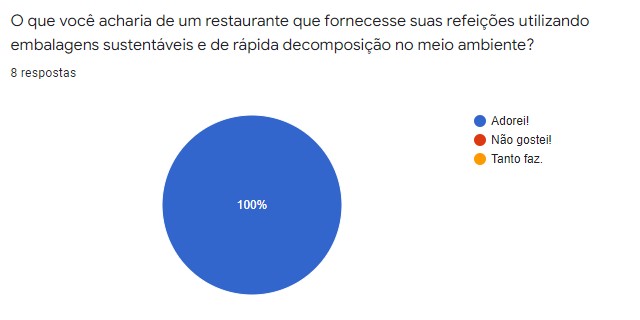 O que você acharia de um restaurante que fornecesse suas refeições utilizando
embalagens sustentáveis e de rápida decomposição no meio ambiente?
8 respostas
Adorei!
Não gostei!
Tanto faz.
100%